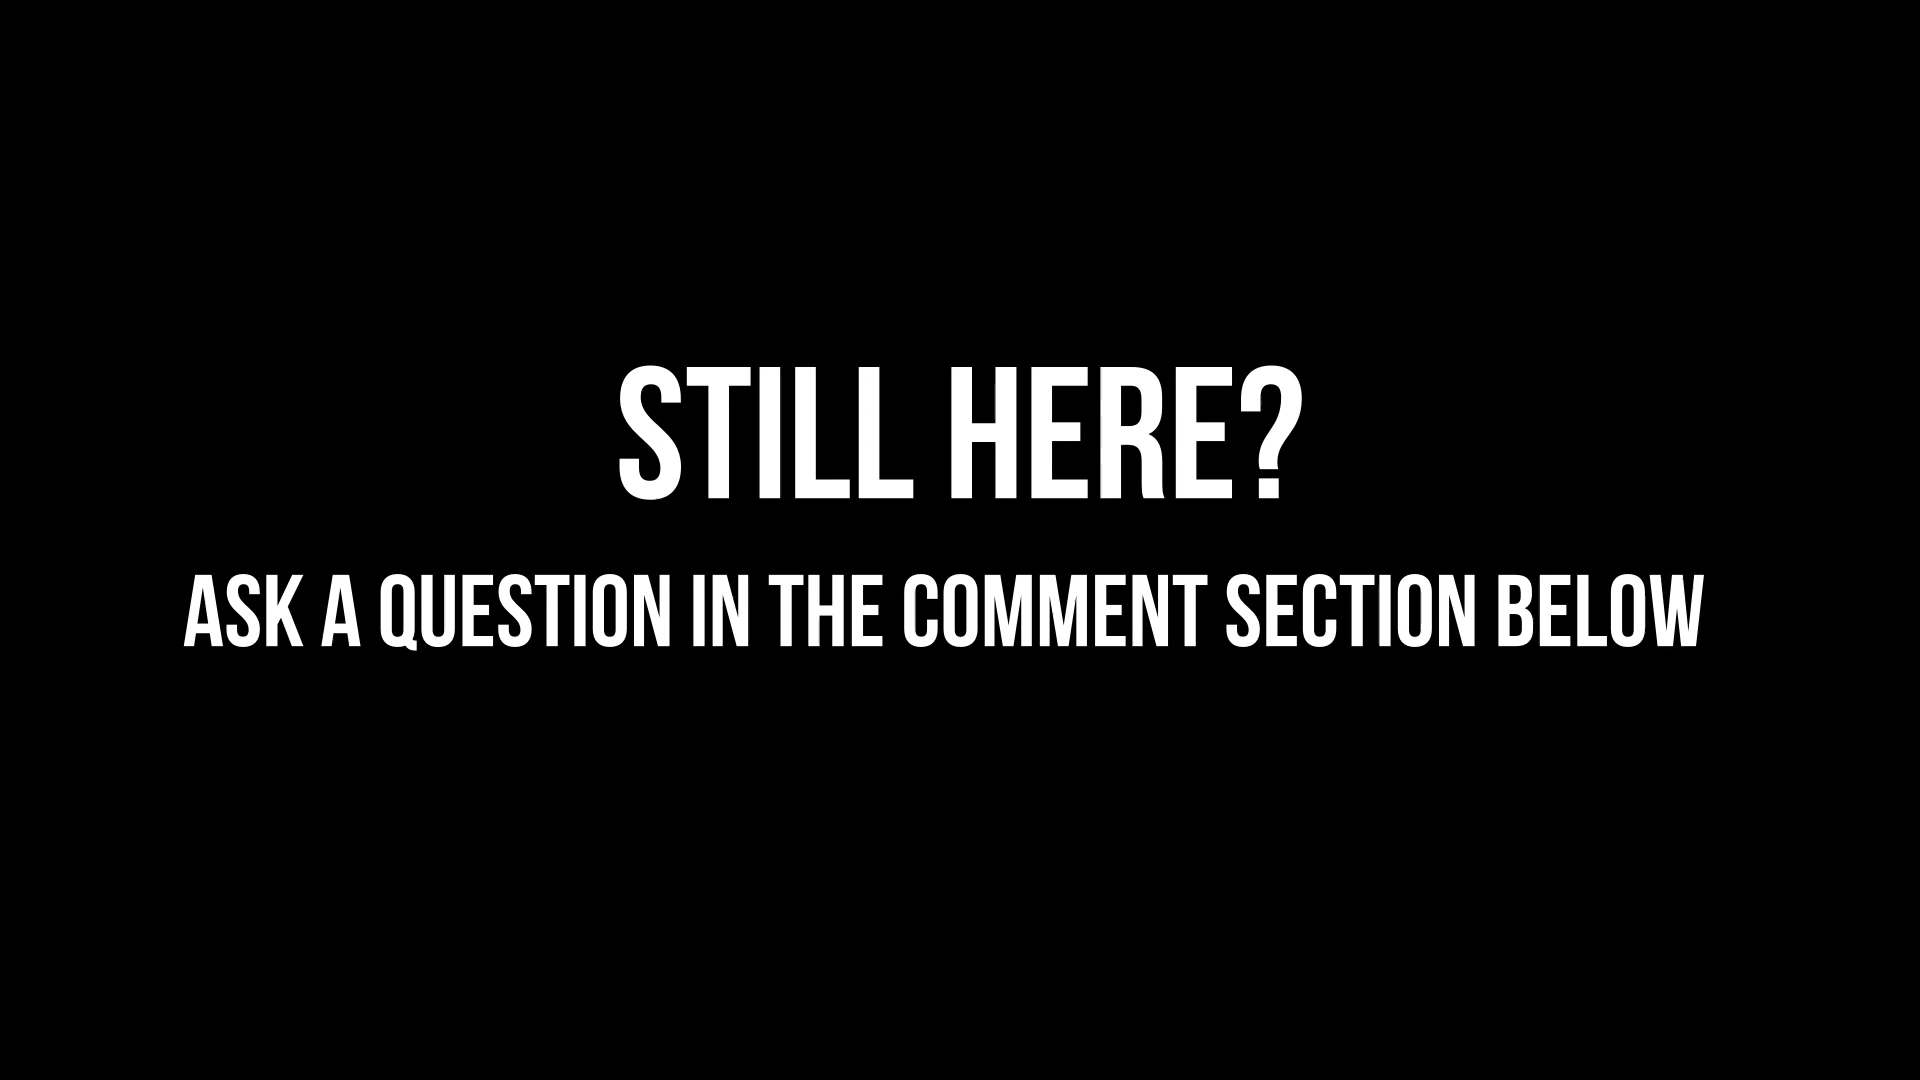 STILL HERE?
ASK A QUESTION IN THE COMMENT SECTION BELOW